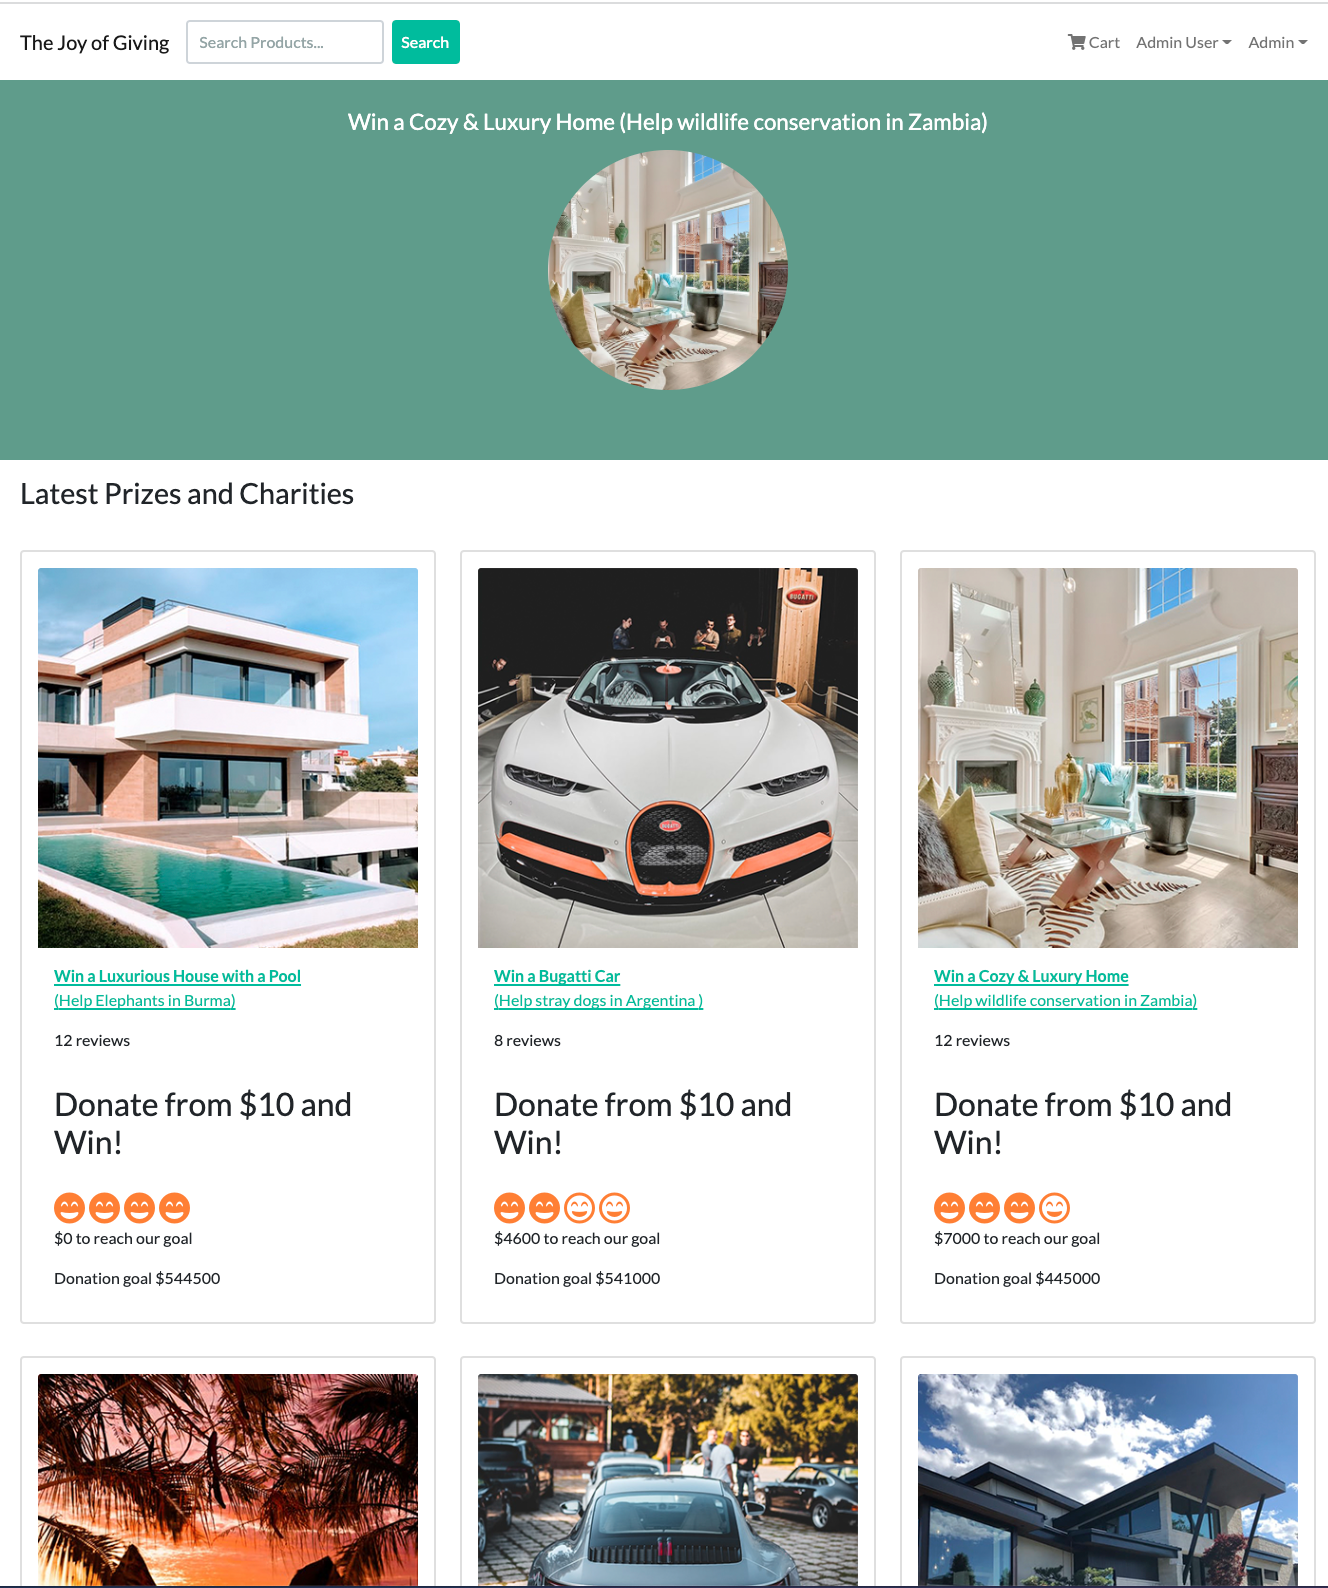 The Joy of Giving
Search Products...
Search
Cart
Admin User
Admin
Win a Cozy & Luxury Home (Help wildlife conservation in Zambia)
Latest Prizes and Charities
BUGATTI
Win a Luxurious House with a Pool
(Help Elephants in Burma)
12 reviews
Donate from $10 and
Win!
$0 to reach our goal
Donation goal $544500
Win a Bugatti Car
(Help stray dogs in Argentina )
8 reviews
Donate from $10 and
Win!
$4600 to reach our goal
Donation goal $541000
Win a Cozy & Luxury Home
(Help wildlife conservation in Zambia)
12 reviews
Donate from $10 and
Win!
$7000 to reach our goal
Donation goal $445000